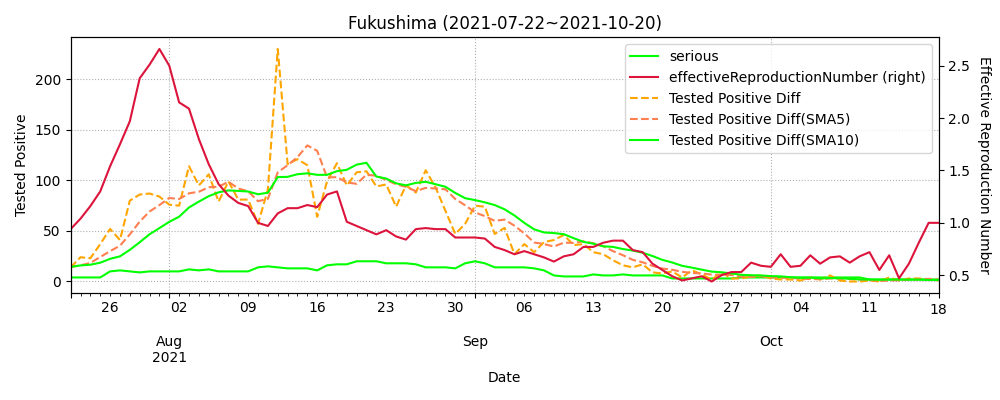 Fukushima (2021-07-22~2021-10-20)
serious
effectiveReproductionNumber (right)
Tested Positive Diff
Tested Positive Diff(SMA5)
Tested Positive Diff(SMA10)
Tested Positive
200
150
100
50
0
Effective Reproduction Number
2.5
2.0
1.5
1.0
0.5
26 02 09 16 23 30 06 13 20 27 04 11 18
Aug Sep Oct
2021
Date